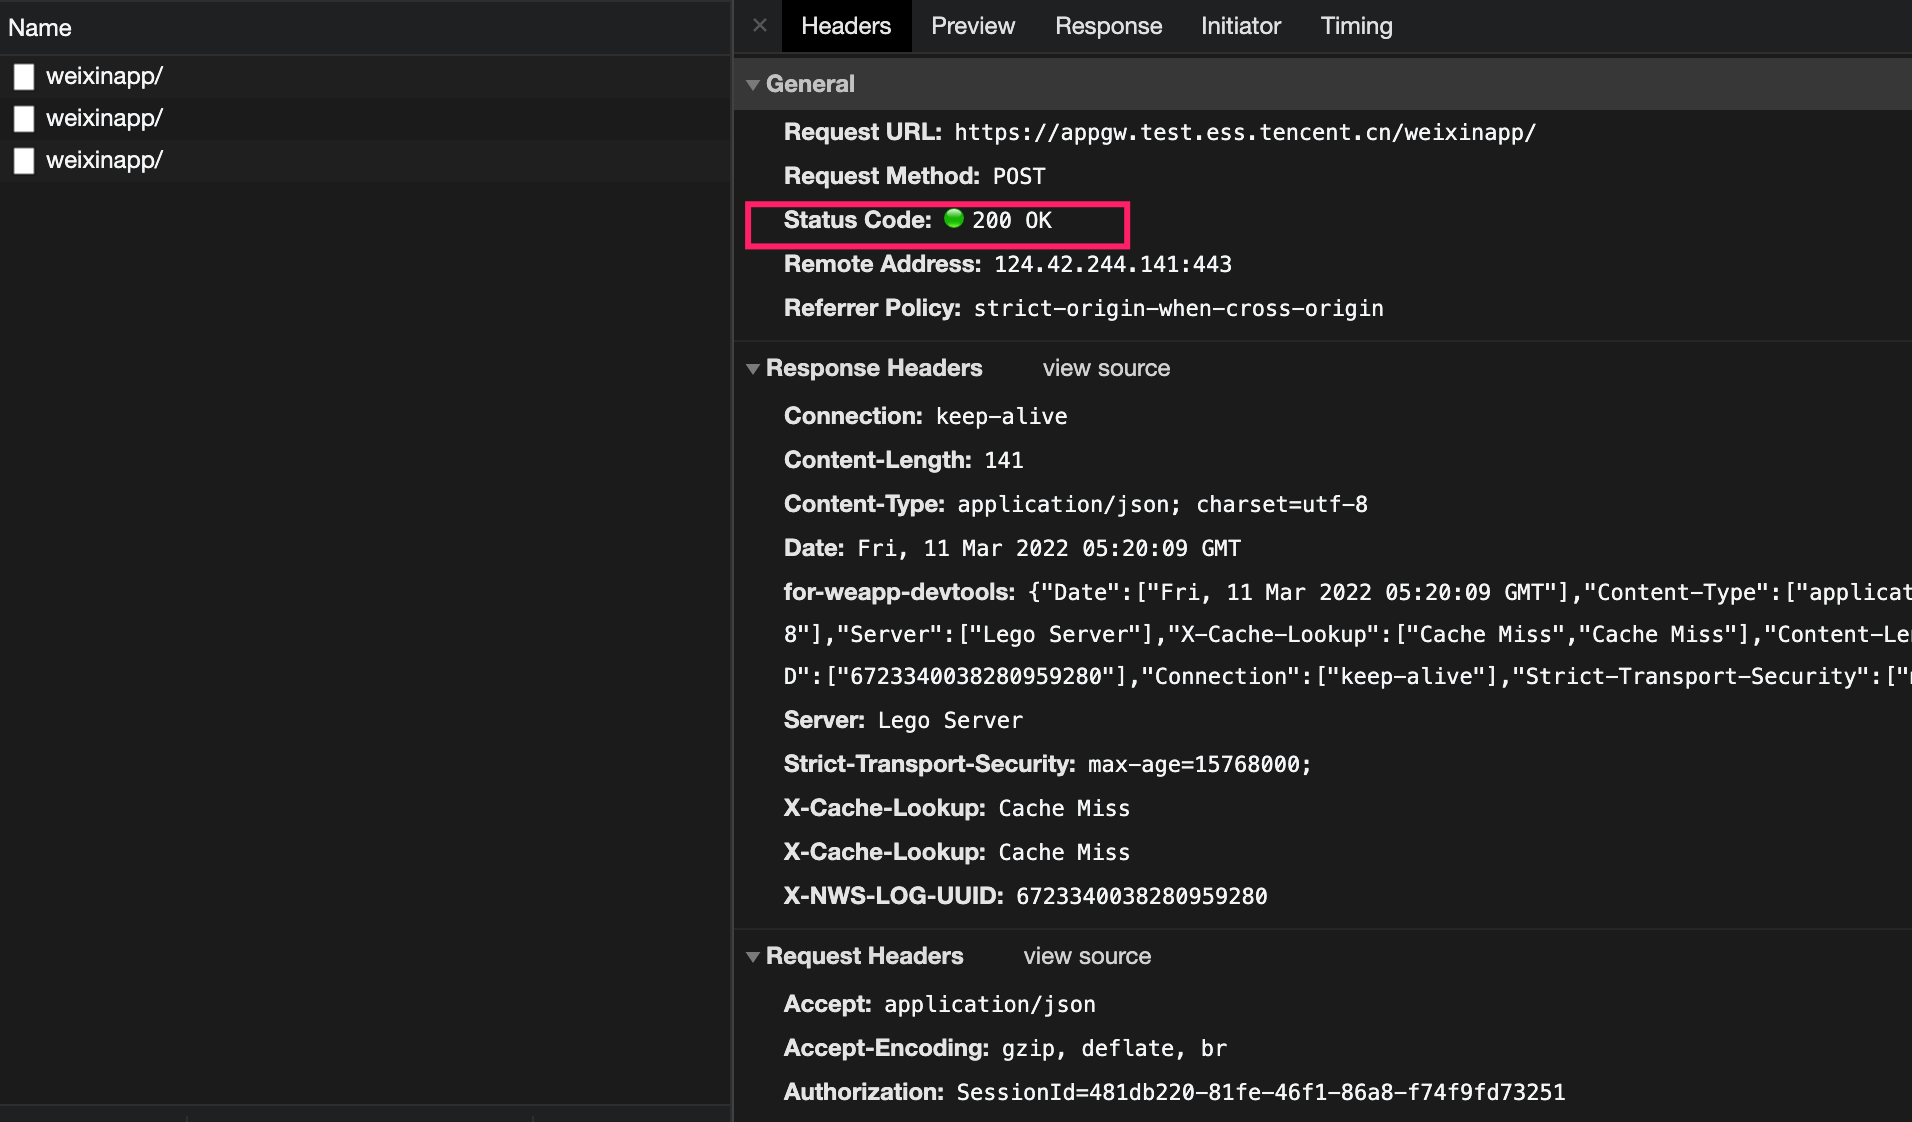 Name
weixinapp/
weixinapp/
weixinapp/
Headers Preview Response Initiator Timing
General
Request URL: https://appgw.test.ess.tencent.cn/weixinapp/
Request Method: POST
Status Code: 200 OK
Remote Address: 124.42.244.141:443
Referrer Policy: strict-origin-when-cross-origin
Response Headers view source
Connection: keep-alive
Content-Length: 141
Content-Type: application/json; charset=utf-8
Date: Fri, 11 Mar 2022 05:20:09 GMT
for-weapp-devtools: {"Date":["Fri, 11 Mar 2022 05:20:09 GMT"],"Content-Type":["applicat
8"],"Server":["Lego Server"],"X-Cache-Lookup":["Cache Miss","Cache Miss"],"Content-Le
D":["6723340038280959280"],"Connection":["keep-alive"],"Strict-Transport-Security":["
Server: Lego Server
Strict-Transport-Security: max-age=15768000;
X-Cache-Lookup: Cache Miss
X-Cache-Lookup: Cache Miss
X-NWS-LOG-UUID: 6723340038280959280
Request Headers view source
Accept: application/json
Accept-Encoding: gzip, deflate, br
Authorization: SessionId=481db220-81fe-46f1-86a8-f74f9fd73251